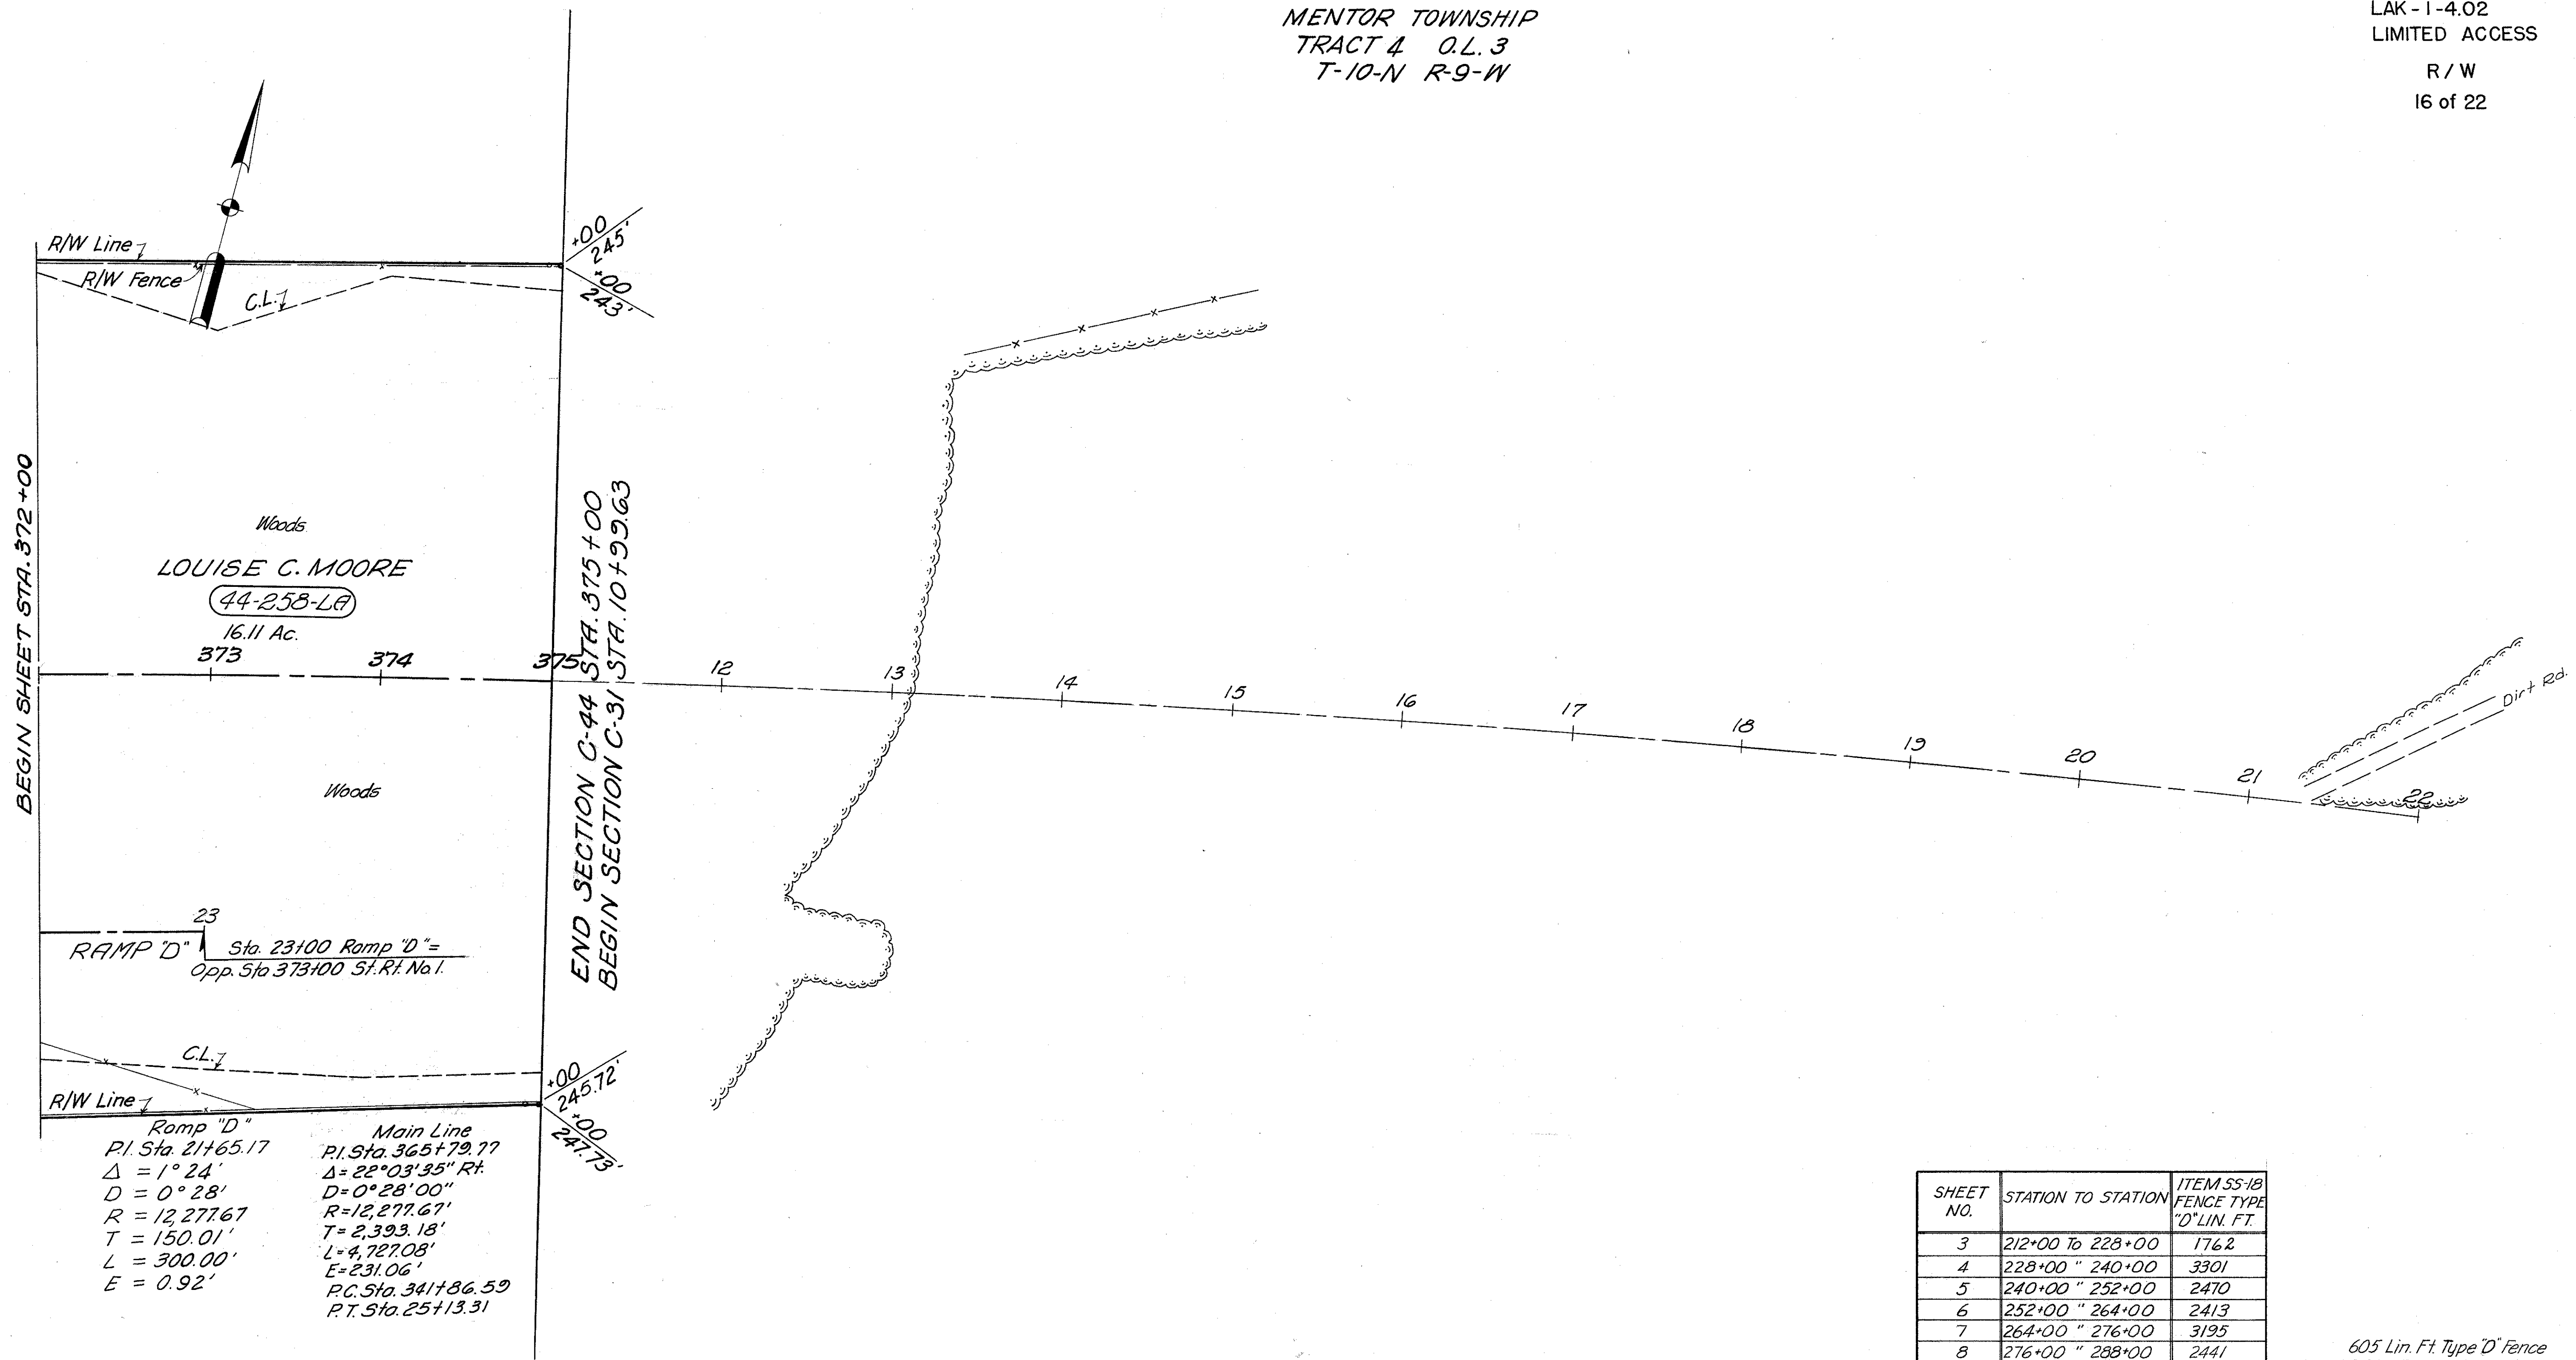 MENTOR TOWNSHIP
TRACT 4 O.L. 3
T-10-N R-9-W
LAK-1-4.02
LIMITED ACCESS
R/W
16 of 22
R/W Line
R/W Fence
C.L.
+00
245'
+00
243'
BEGIN SHEET STA. 372+00
Woods
LOUISE C. MOORE
44-258-LA
16.11 Ac.
373
374
375
END SECTION C-44 STA. 375+00
BEGIN SECTION C-31 STA. 10+99.63
12
13
14
15
16
17
18
19
20
21
22
Dirt Rd.
Woods
23
RAMP "D"
Sta. 23+00 Ramp "D"=
Opp. Sta 373+00 St. Rt. No. 1.
C.L.
R/W Line
+00
245.72'
+00
247.73'
Ramp "D"
P.I. Sta. 21+65.17
Δ = 1° 24'
D = 0° 28'
R = 12,277.67
T = 150.01'
L = 300.00'
E = 0.92'
Main Line
P.I. Sta. 365+79.77
Δ= 22°03'35" Rt.
D= 0°28'00"
R=12,277.67'
T= 2,393.18'
L= 4,727.08'
E=231.06'
P.C. Sta. 341+86.59
P.T. Sta. 25+13.31
SHEET NO. STATION TO STATION ITEM SS-18 FENCE TYPE "D" LIN. FT.
3 212+00 To 228+00 1762
4 228+00 " 240+00 3301
5 240+00 " 252+00 2470
6 252+00 " 264+00 2413
7 264+00 " 276+00 3195
8 276+00 " 288+00 2441
605 Lin. Ft. Type "D" Fence